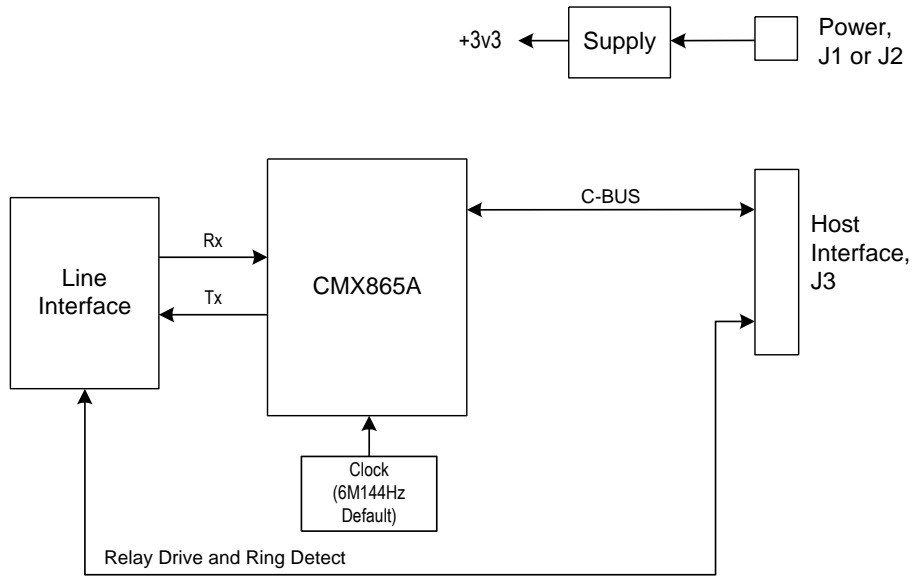 +3v3
Supply
Power,
J1 or J2
C-BUS
Rx
Tx
Line
Interface
CMX865A
Host
Interface,
J3
Clock
(6M144Hz
Default)
Relay Drive and Ring Detect